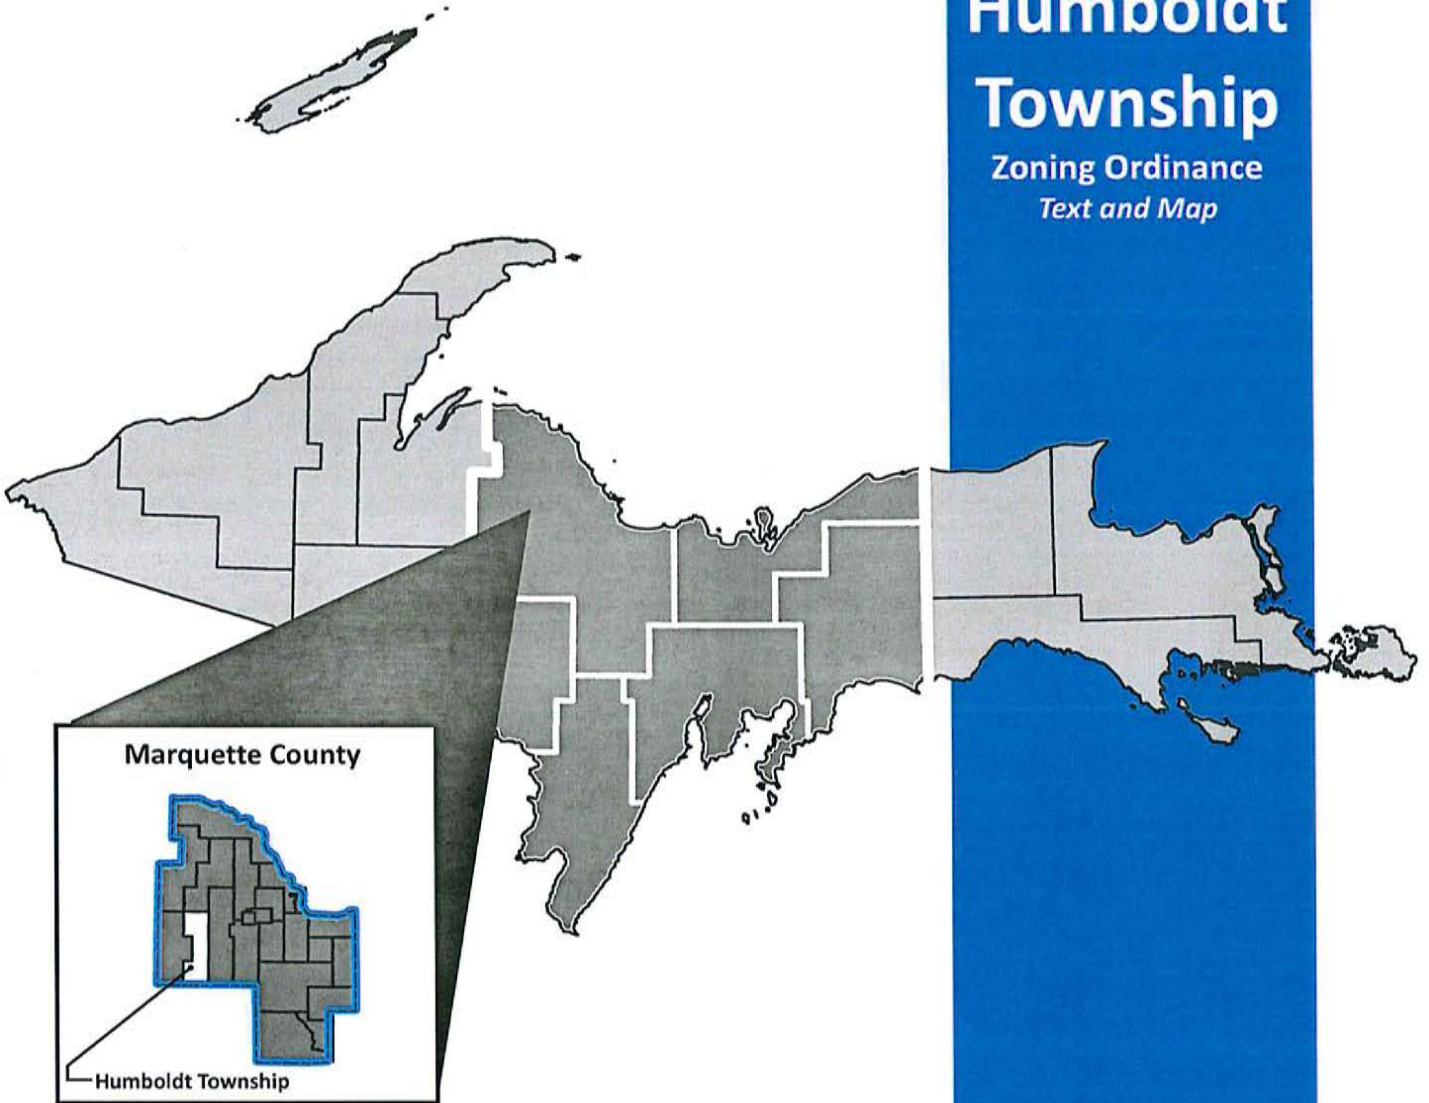 Humboldt
Township
Zoning Ordinance
Text and Map
Marquette County
Humboldt Township